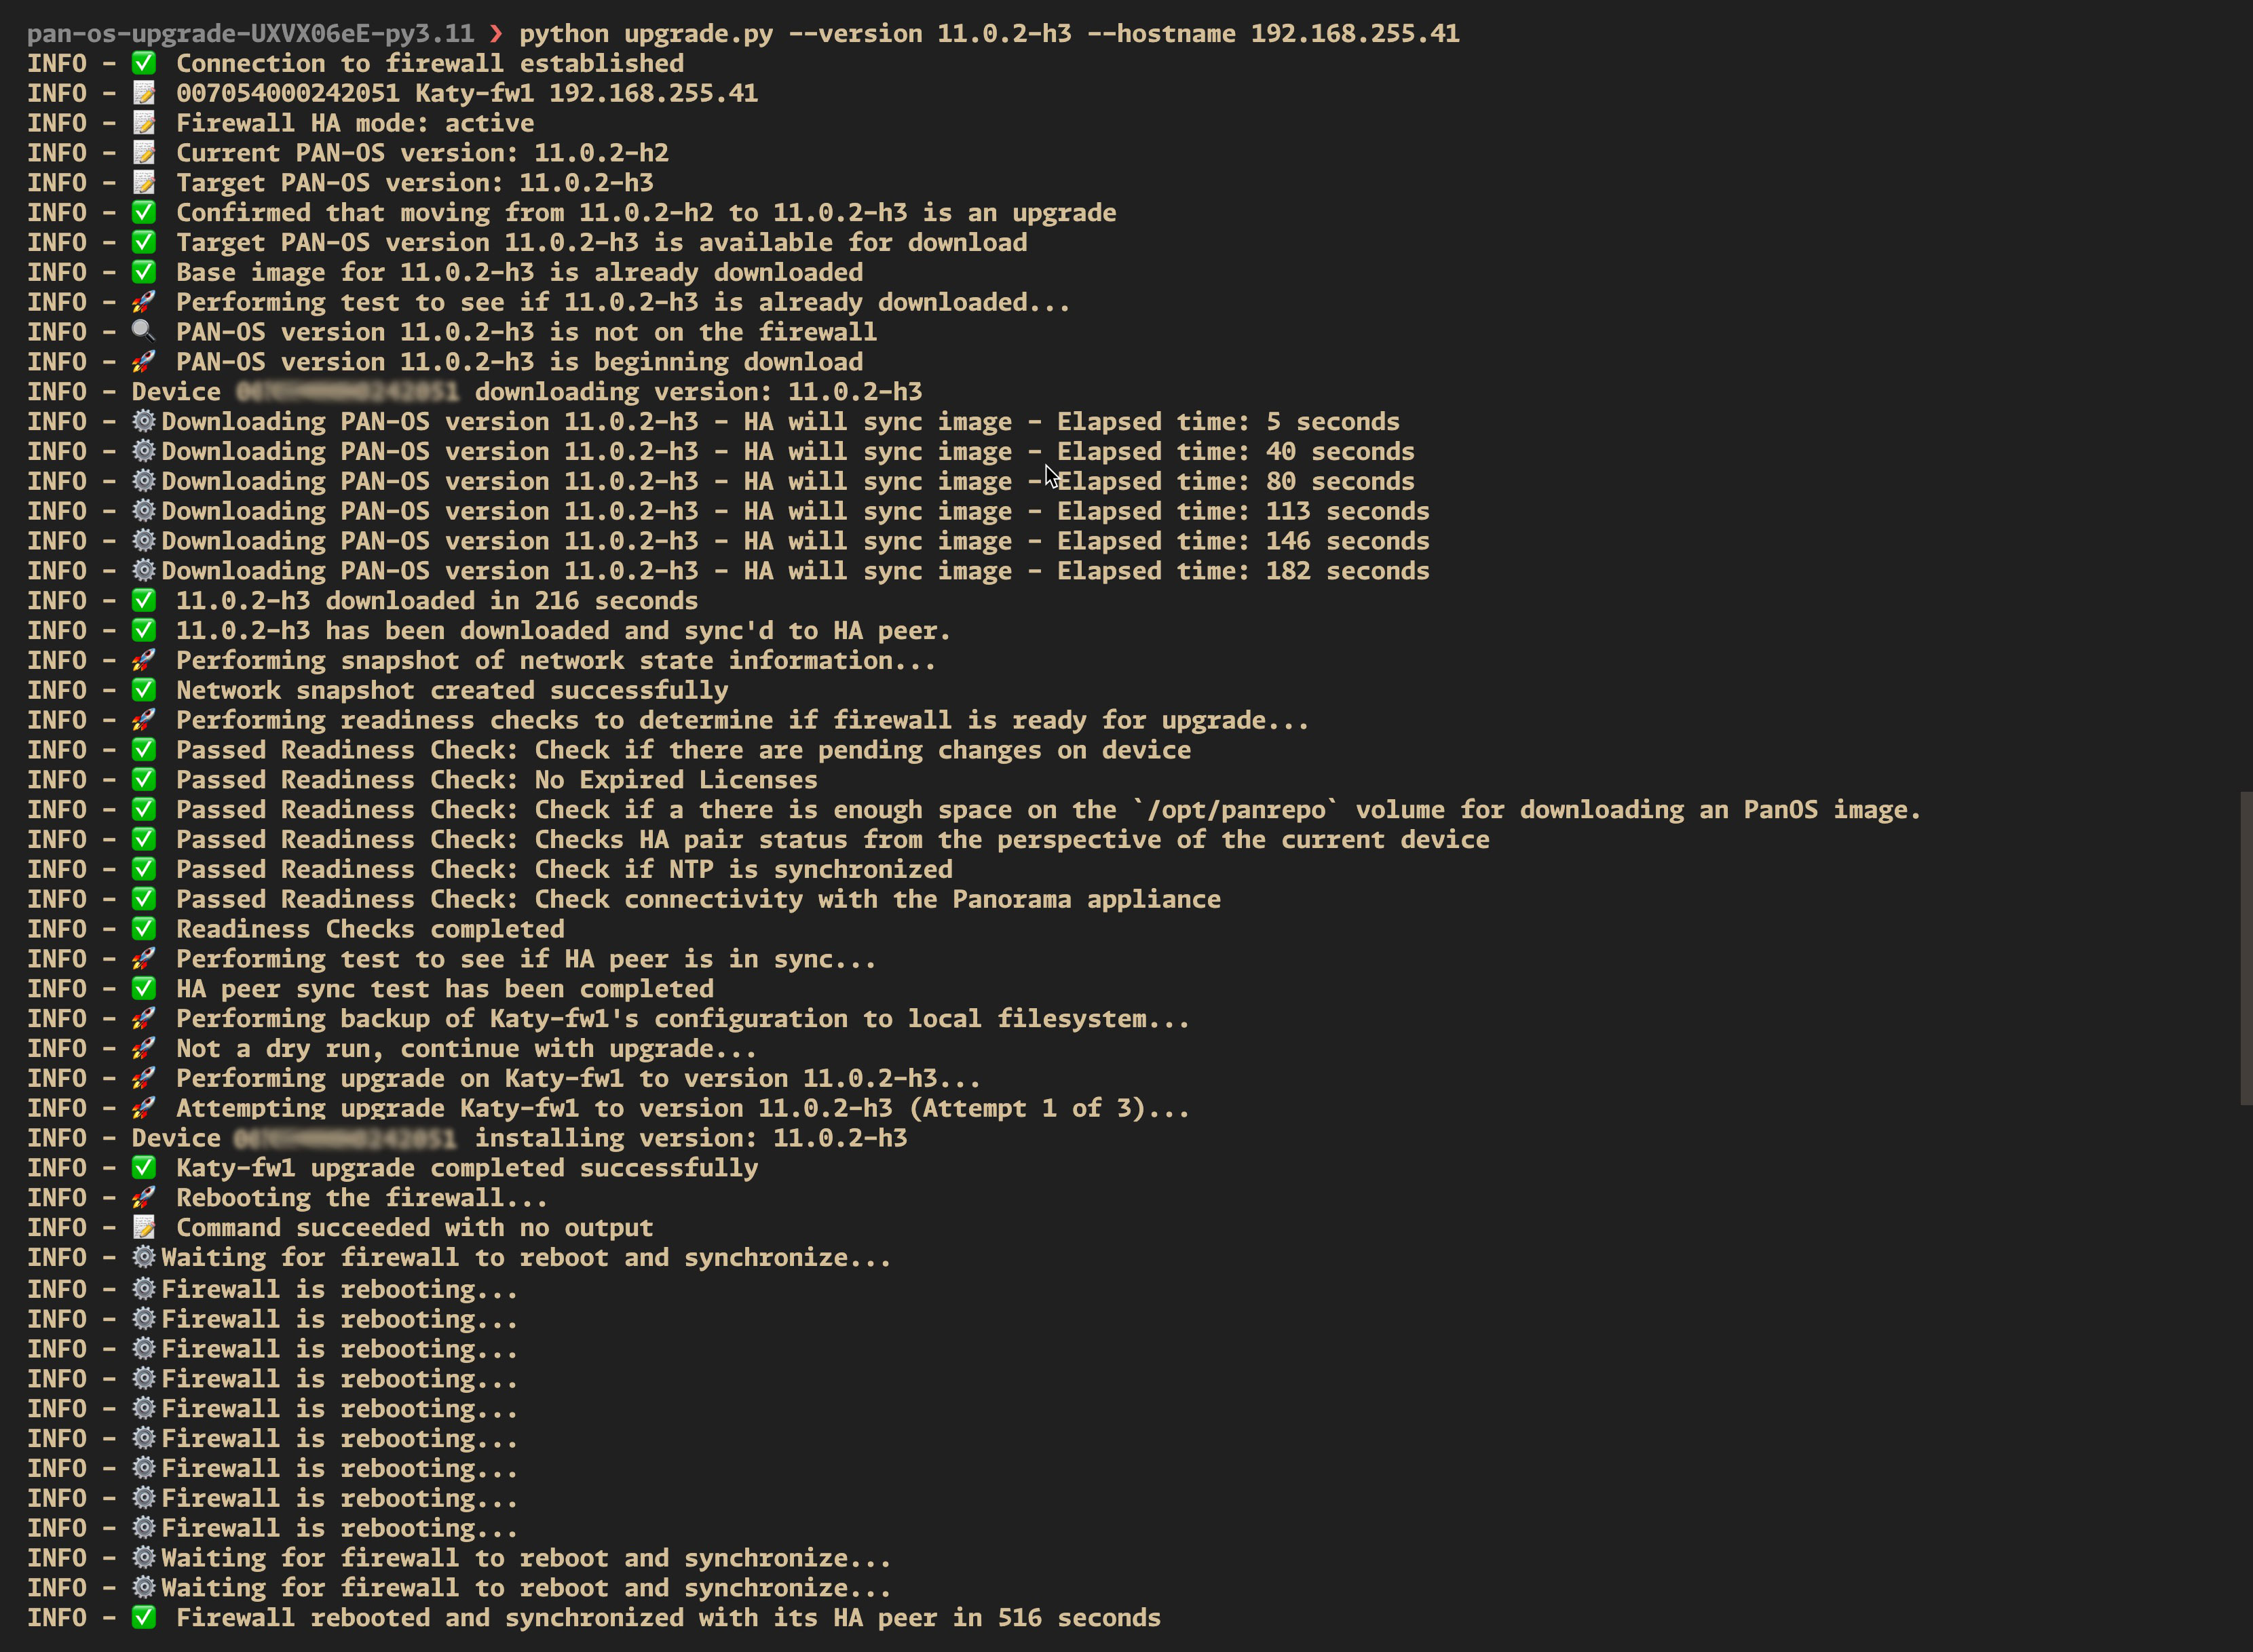 pan-os-upgrade-UXVX06eE-py3.11 ❯ python upgrade.py --version 11.0.2-h3 --hostname 192.168.255.41
INFO - ✅ Connection to firewall established
INFO - 📝 007054000242051 Katy-fw1 192.168.255.41
INFO - 📝 Firewall HA mode: active
INFO - 📝 Current PAN-OS version: 11.0.2-h2
INFO - 📝 Target PAN-OS version: 11.0.2-h3
INFO - ✅ Confirmed that moving from 11.0.2-h2 to 11.0.2-h3 is an upgrade
INFO - ✅ Target PAN-OS version 11.0.2-h3 is available for download
INFO - ✅ Base image for 11.0.2-h3 is already downloaded
INFO - 🚀 Performing test to see if 11.0.2-h3 is already downloaded...
INFO - 🔍 PAN-OS version 11.0.2-h3 is not on the firewall
INFO - 🚀 PAN-OS version 11.0.2-h3 is beginning download
INFO - Device downloading version: 11.0.2-h3
INFO - ⚙️Downloading PAN-OS version 11.0.2-h3 - HA will sync image - Elapsed time: 5 seconds
INFO - ⚙️Downloading PAN-OS version 11.0.2-h3 - HA will sync image - Elapsed time: 40 seconds
INFO - ⚙️Downloading PAN-OS version 11.0.2-h3 - HA will sync image - Elapsed time: 80 seconds
INFO - ⚙️Downloading PAN-OS version 11.0.2-h3 - HA will sync image - Elapsed time: 113 seconds
INFO - ⚙️Downloading PAN-OS version 11.0.2-h3 - HA will sync image - Elapsed time: 146 seconds
INFO - ⚙️Downloading PAN-OS version 11.0.2-h3 - HA will sync image - Elapsed time: 182 seconds
INFO - ✅ 11.0.2-h3 downloaded in 216 seconds
INFO - ✅ 11.0.2-h3 has been downloaded and sync'd to HA peer.
INFO - 🚀 Performing snapshot of network state information...
INFO - ✅ Network snapshot created successfully
INFO - 🚀 Performing readiness checks to determine if firewall is ready for upgrade...
INFO - ✅ Passed Readiness Check: Check if there are pending changes on device
INFO - ✅ Passed Readiness Check: No Expired Licenses
INFO - ✅ Passed Readiness Check: Check if a there is enough space on the `/opt/panrepo` volume for downloading an PanOS image.
INFO - ✅ Passed Readiness Check: Checks HA pair status from the perspective of the current device
INFO - ✅ Passed Readiness Check: Check if NTP is synchronized
INFO - ✅ Passed Readiness Check: Check connectivity with the Panorama appliance
INFO - ✅ Readiness Checks completed
INFO - 🚀 Performing test to see if HA peer is in sync...
INFO - ✅ HA peer sync test has been completed
INFO - 🚀 Performing backup of Katy-fw1's configuration to local filesystem...
INFO - 🚀 Not a dry run, continue with upgrade...
INFO - 🚀 Performing upgrade on Katy-fw1 to version 11.0.2-h3...
INFO - 🚀 Attempting upgrade Katy-fw1 to version 11.0.2-h3 (Attempt 1 of 3)...
INFO - Device installing version: 11.0.2-h3
INFO - ✅ Katy-fw1 upgrade completed successfully
INFO - 🚀 Rebooting the firewall...
INFO - 📝 Command succeeded with no output
INFO - ⚙️Waiting for firewall to reboot and synchronize...
INFO - ⚙️Firewall is rebooting...
INFO - ⚙️Firewall is rebooting...
INFO - ⚙️Firewall is rebooting...
INFO - ⚙️Firewall is rebooting...
INFO - ⚙️Firewall is rebooting...
INFO - ⚙️Firewall is rebooting...
INFO - ⚙️Firewall is rebooting...
INFO - ⚙️Firewall is rebooting...
INFO - ⚙️Firewall is rebooting...
INFO - ⚙️Waiting for firewall to reboot and synchronize...
INFO - ⚙️Waiting for firewall to reboot and synchronize...
INFO - ✅ Firewall rebooted and synchronized with its HA peer in 516 seconds